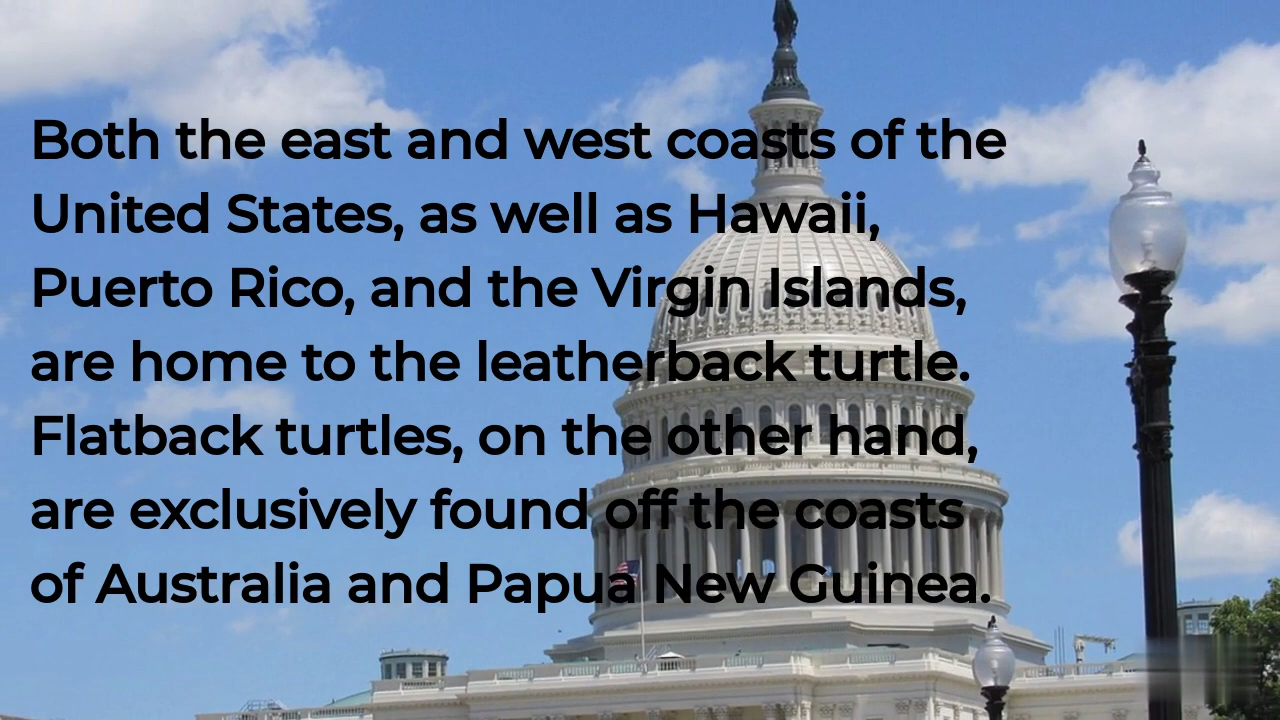 Both the east and west coasts of the
United States, as well as Hawaii,
Puerto Rico, and the Virgin Islands,
are home to the leatherback turtle.
Flatback turtles, on the other hand,
are exclusively found off the coasts
of Australia and Papua New Guinea.